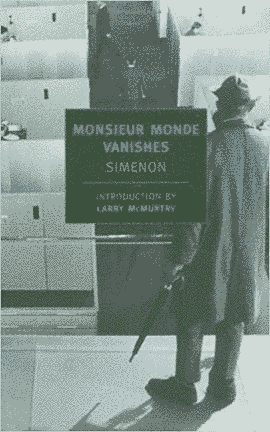 MONSIEUR MONDE
VANISHES
SIMENON
INTRODUCTION BY
LARRY McMURTRY